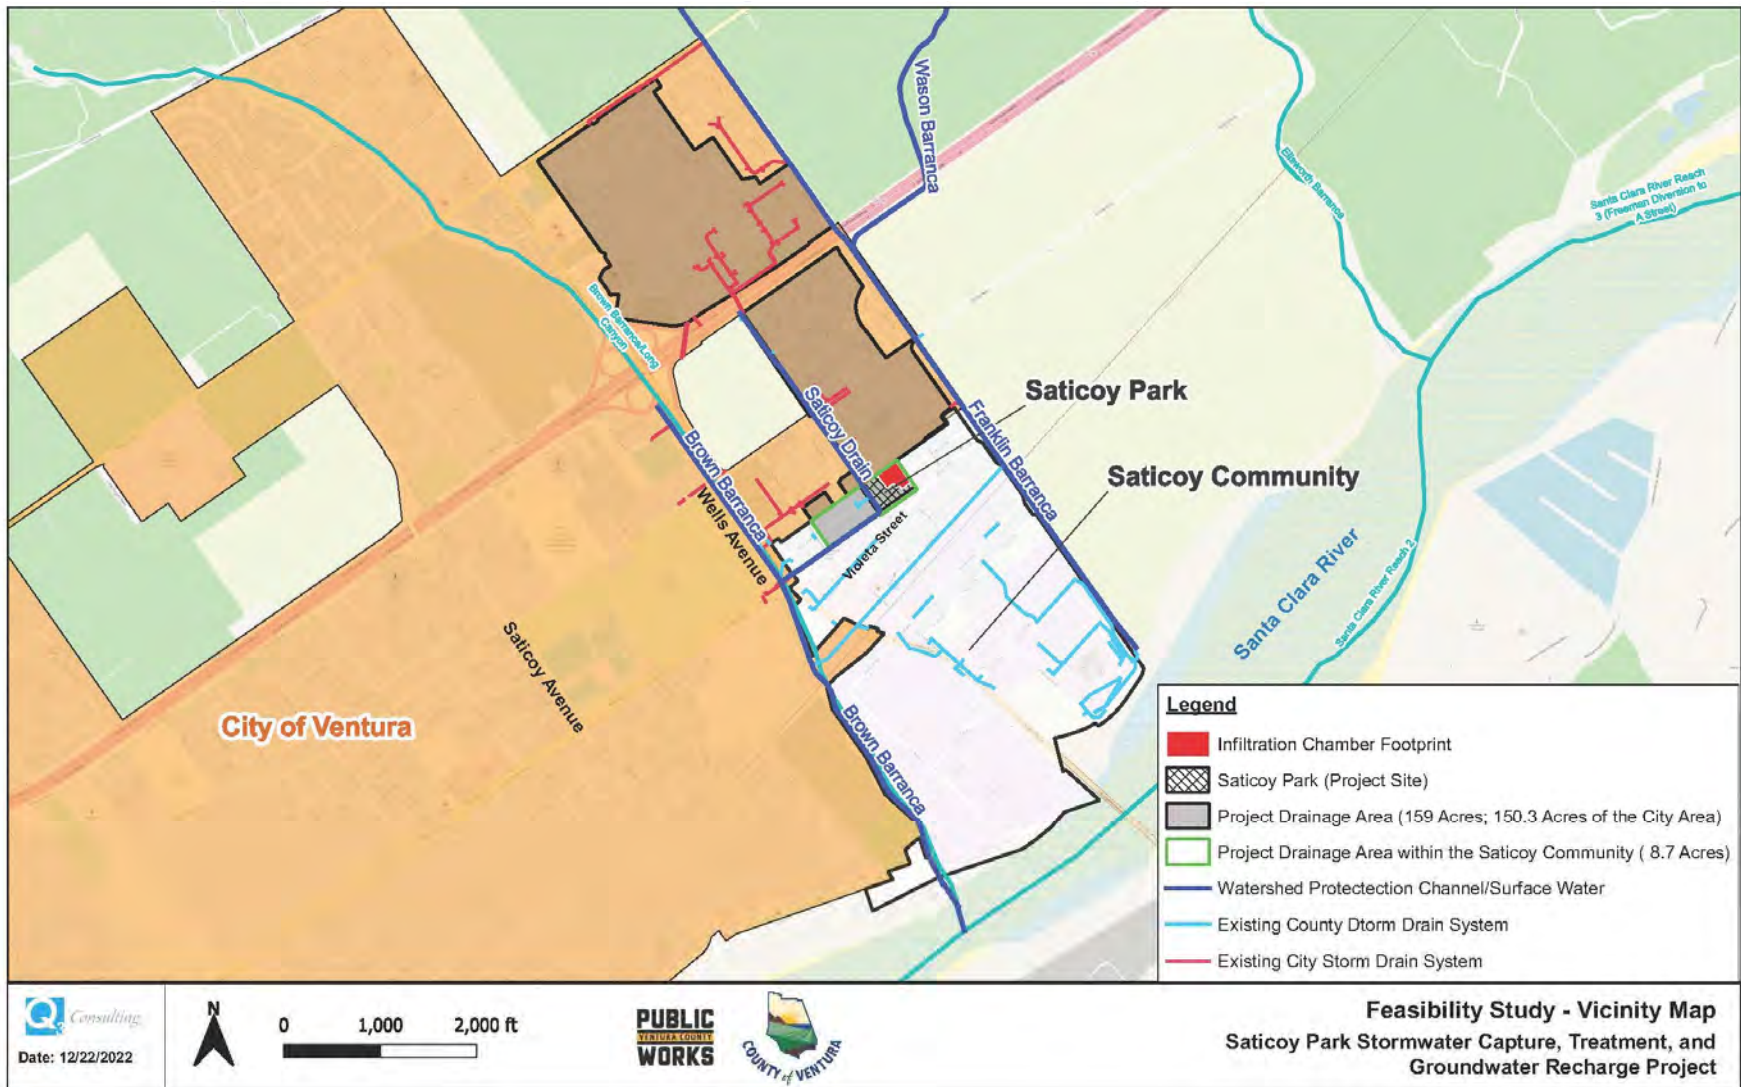 Wason Barranca
Ellsworth Barranca
Santa Clara River Reach
3 (Freeman Diversion to
A Street)
Brown Barranca/Long
Canyon
Saticoy Park
Saticoy Drain
Franklin Barranca
Brown Barranca
Saticoy Community
Wells Avenue
Violeta Street
Santa Clara River
Santa Clara River Reach 2
Saticoy Avenue
City of Ventura
Brown Barranca
Legend
Infiltration Chamber Footprint
Saticoy Park (Project Site)
Project Drainage Area (159 Acres; 150.3 Acres of the City Area)
Project Drainage Area within the Saticoy Community ( 8.7 Acres)
Watershed Protectection Channel/Surface Water
Existing County Dtorm Drain System
Existing City Storm Drain System
Q3 Consulting
Date: 12/22/2022
N
0 1,000 2,000 ft
PUBLIC
VENTURA COUNTY
WORKS
COUNTY of VENTURA
Feasibility Study - Vicinity Map
Saticoy Park Stormwater Capture, Treatment, and
Groundwater Recharge Project